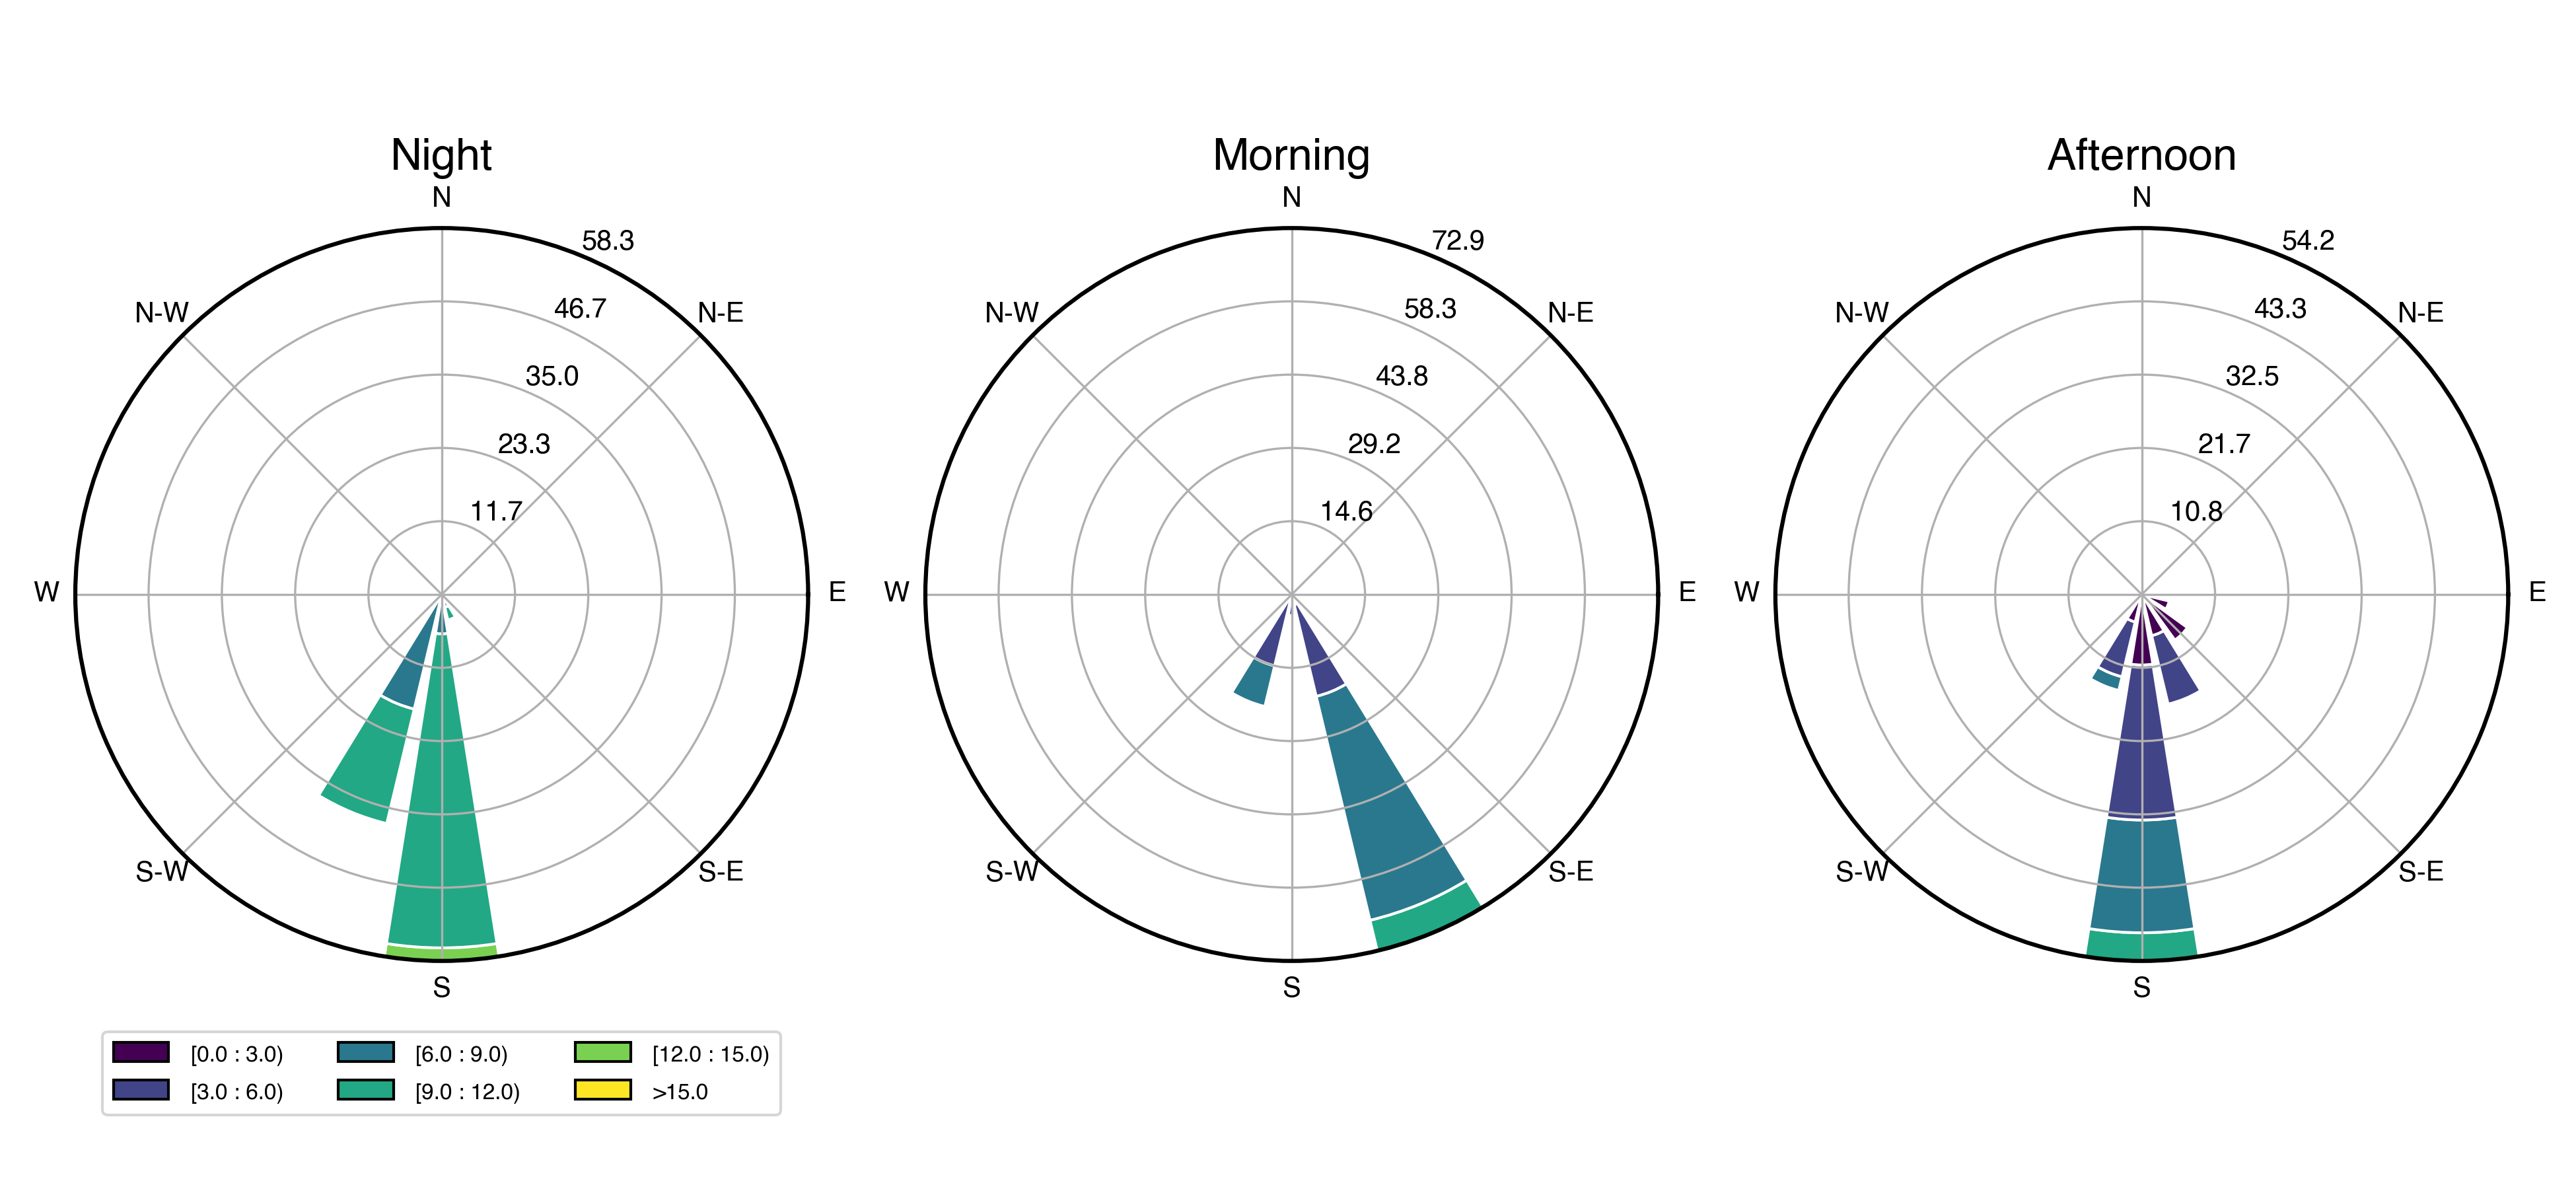 Night
N
58.3
46.7
35.0
23.3
11.7
N-W
N-E
W
E
S-W
S-E
S
Morning
N
72.9
58.3
43.8
29.2
14.6
N-W
N-E
W
E
S-W
S-E
S
Afternoon
N
54.2
43.3
32.5
21.7
10.8
N-W
N-E
W
E
S-W
S-E
S
[0.0 : 3.0)
[3.0 : 6.0)
[6.0 : 9.0)
[9.0 : 12.0)
[12.0 : 15.0)
>15.0